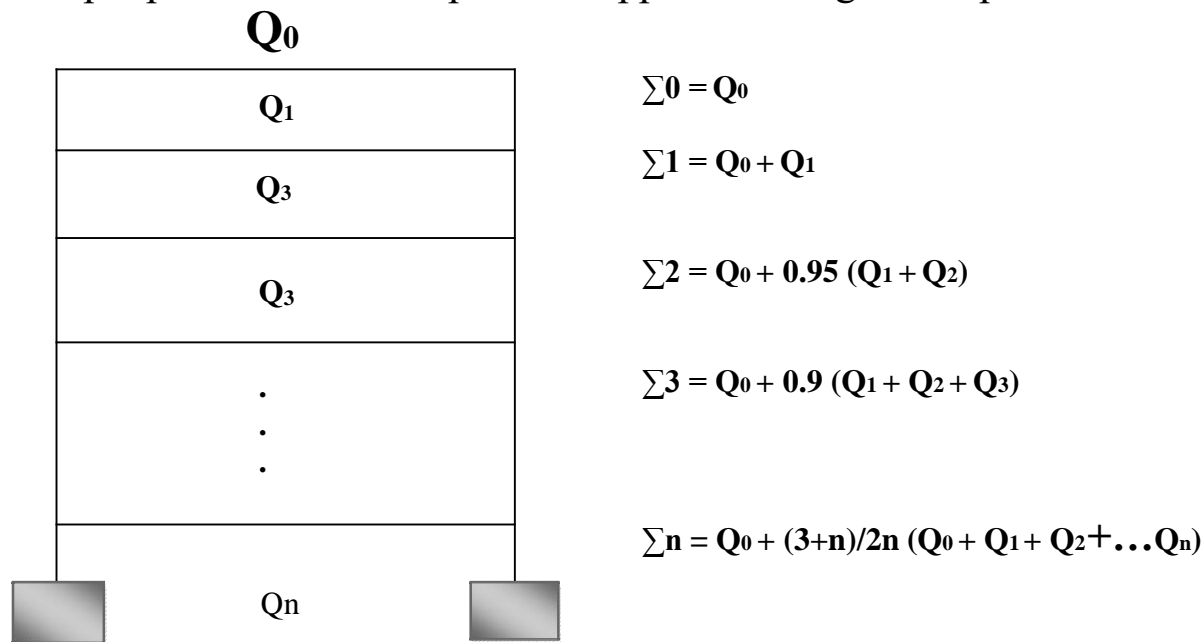 Q0
∑0 = Q0
Q1
∑1 = Q0 + Q1
Q3
∑2 = Q0 + 0.95 (Q1 + Q2)
Q3
∑3 = Q0 + 0.9 (Q1 + Q2 + Q3)
.
.
.
∑n = Q0 + (3+n)/2n (Q0 + Q1 + Q2+...Qn)
Qn